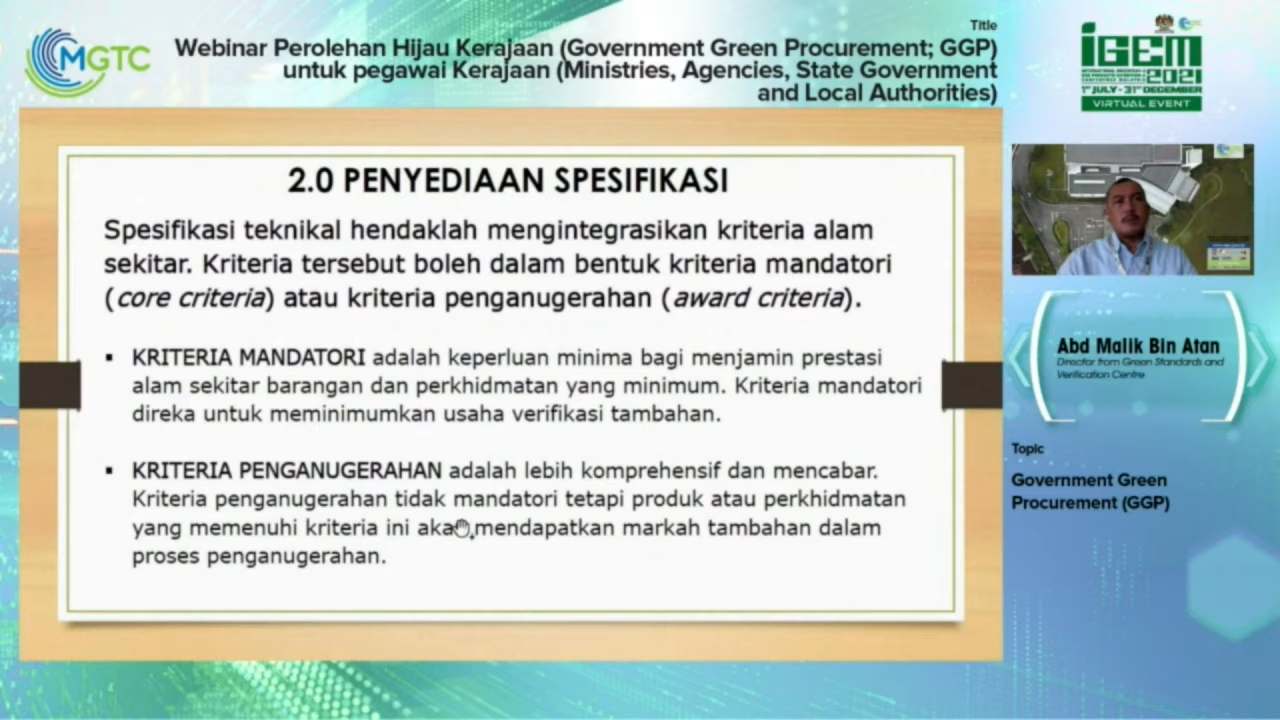 MGTC
Title
Webinar Perolehan Hijau Kerajaan (Government Green Procurement; GGP)
untuk pegawai Kerajaan (Ministries, Agencies, State Government
and Local Authorities)
iGEM
2021
1ST JULY - 31ST DECEMBER
VIRTUAL EVENT
2.0 PENYEDIAAN SPESIFIKASI
Spesifikasi teknikal hendaklah mengintegrasikan kriteria alam
sekitar. Kriteria tersebut boleh dalam bentuk kriteria mandatori
(core criteria) atau kriteria penganugerahan (award criteria).
▪ KRITERIA MANDATORI adalah keperluan minima bagi menjamin prestasi
alam sekitar barangan dan perkhidmatan yang minimum. Kriteria mandatori
direka untuk meminimumkan usaha verifikasi tambahan.
▪ KRITERIA PENGANUGERAHAN adalah lebih komprehensif dan mencabar.
Kriteria penganugerahan tidak mandatori tetapi produk atau perkhidmatan
yang memenuhi kriteria ini aka mendapatkan markah tambahan dalam
proses penganugerahan.
Abd Malik Bin Atan
Director from Green Standards and
Verification Centre
Topic
Government Green
Procurement (GGP)